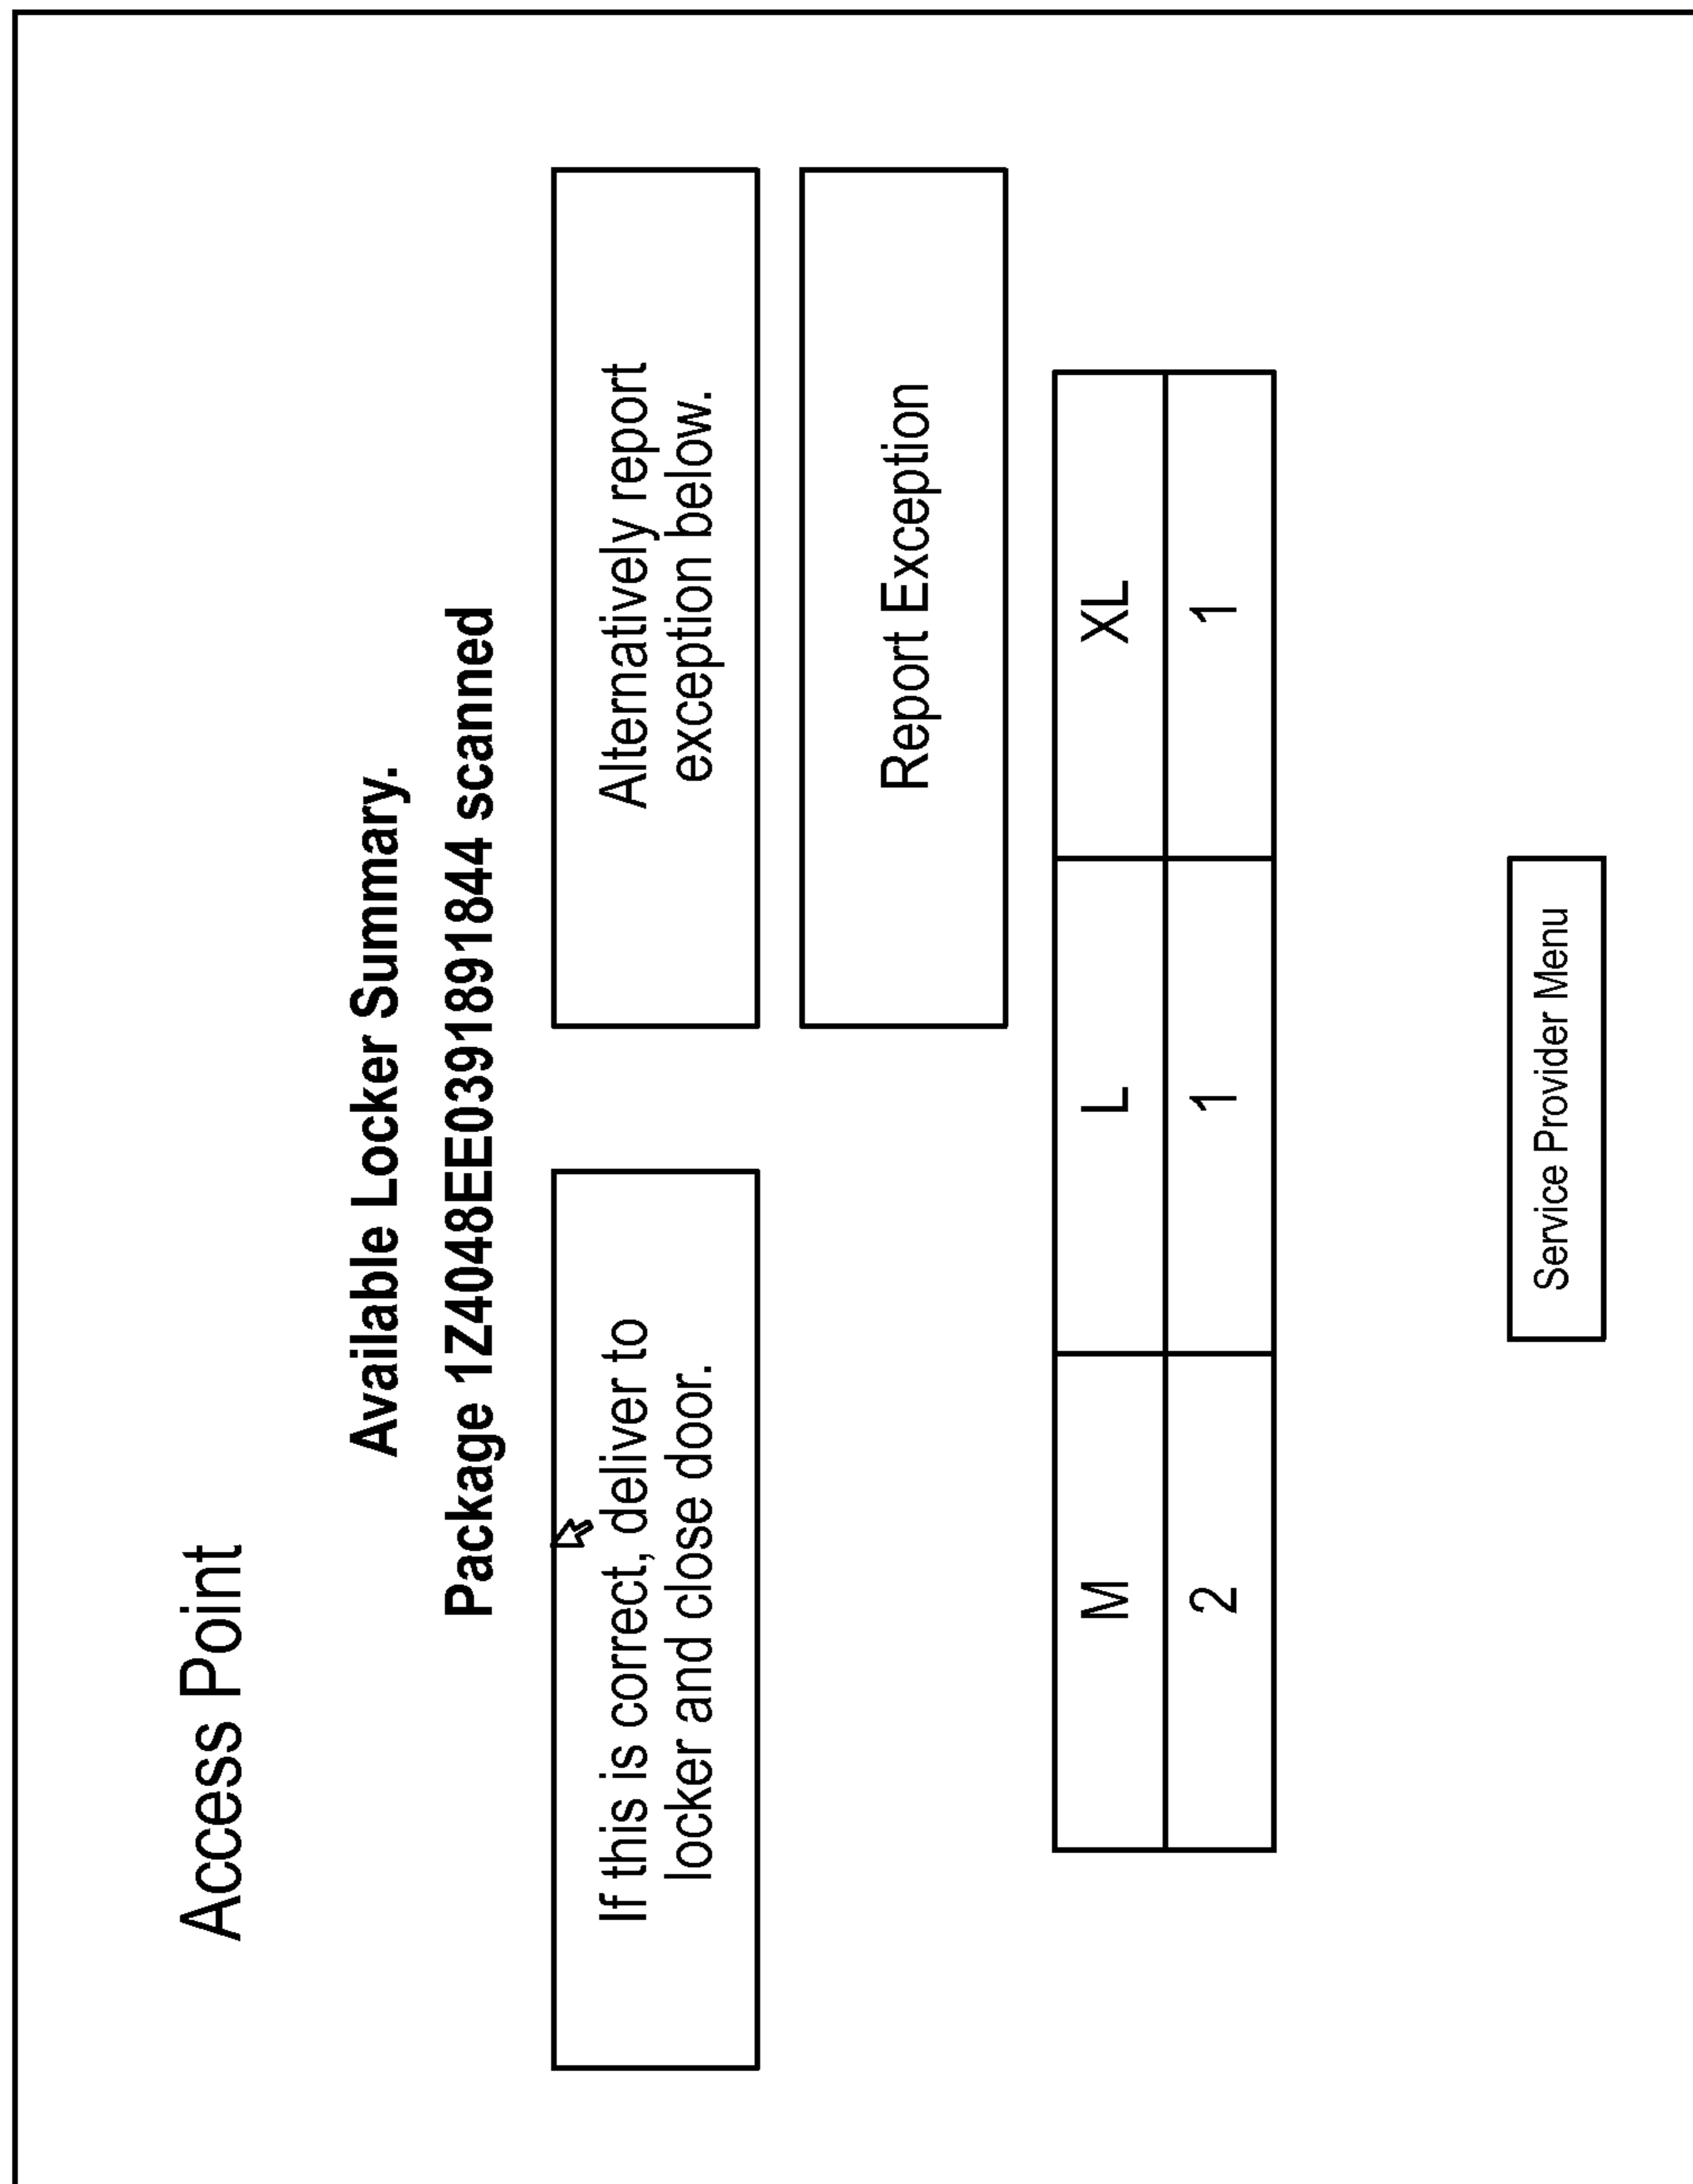 Access Point
Available Locker Summary.
Package 1Z4048EE0391891844 scanned
If this is correct, deliver to
locker and close door.
Alternatively report
exception below.
Report Exception
M L XL
2 1 1
Service Provider Menu